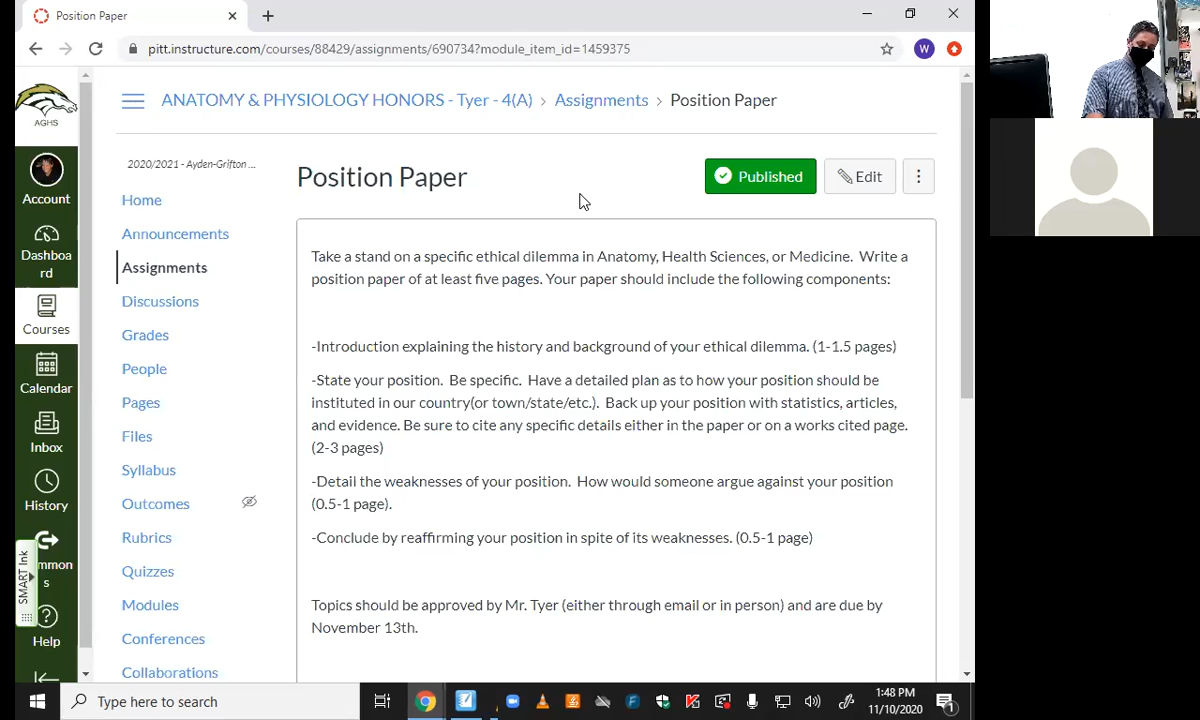 Position Paper
pitt.instructure.com/courses/88429/assignments/690734?module_item_id=1459375
W
AGHS
Account
Dashboa
rd
Courses
Calendar
Inbox
History
mmon
s
Help
SMART Ink
ANATOMY & PHYSIOLOGY HONORS - Tyer - 4(A) > Assignments > Position Paper
2020/2021 - Ayden-Grifton ...
Home
Announcements
Assignments
Discussions
Grades
People
Pages
Files
Syllabus
Outcomes
Rubrics
Quizzes
Modules
Conferences
Collaborations
Position Paper
Published
Edit
Take a stand on a specific ethical dilemma in Anatomy, Health Sciences, or Medicine. Write a
position paper of at least five pages. Your paper should include the following components:
-Introduction explaining the history and background of your ethical dilemma. (1-1.5 pages)
-State your position. Be specific. Have a detailed plan as to how your position should be
instituted in our country(or town/state/etc.). Back up your position with statistics, articles,
and evidence. Be sure to cite any specific details either in the paper or on a works cited page.
(2-3 pages)
-Detail the weaknesses of your position. How would someone argue against your position
(0.5-1 page).
-Conclude by reaffirming your position in spite of its weaknesses. (0.5-1 page)
Topics should be approved by Mr. Tyer (either through email or in person) and are due by
November 13th.
Type here to search
1:48 PM
11/10/2020
1